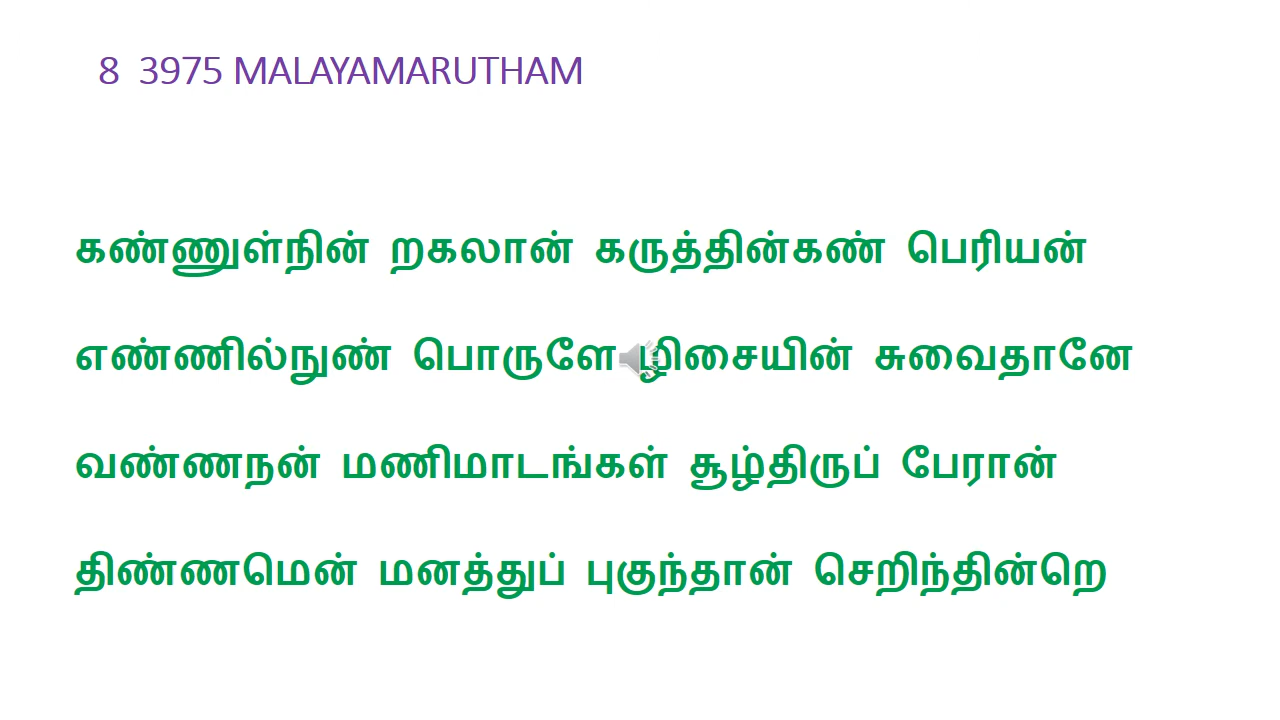 8 3975 MALAYAMARUTHAM
கண்ணுள்நின் றகலான் கருத்தின்கண் பெரியன்
எண்ணில்நுண் பொருளே ழிசையின் சுவைதானே
வண்ணநன் மணிமாடங்கள் சூழ்திருப் பேரான்
திண்ணமென் மனத்துப் புகுந்தான் செறிந்தின்றெ